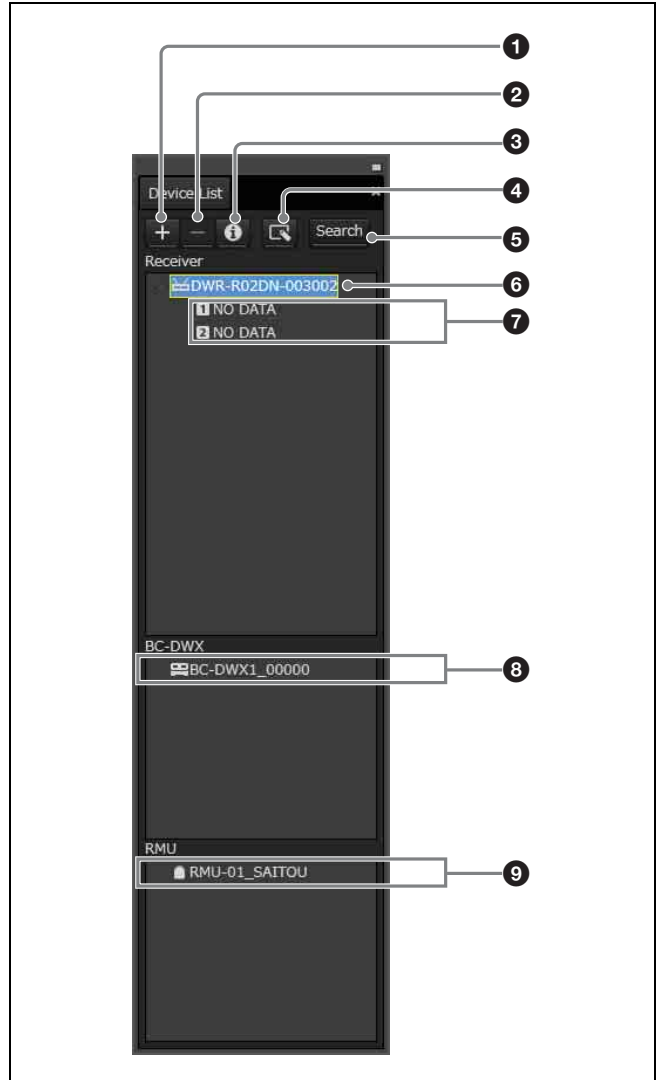 1
2
3
4
Device List
Search
5
Receiver
DWR-R02DN-003002
6
1 NO DATA
7
2 NO DATA
BC-DWX
BC-DWX1_00000
8
RMU
RMU-01_SAITOU
9